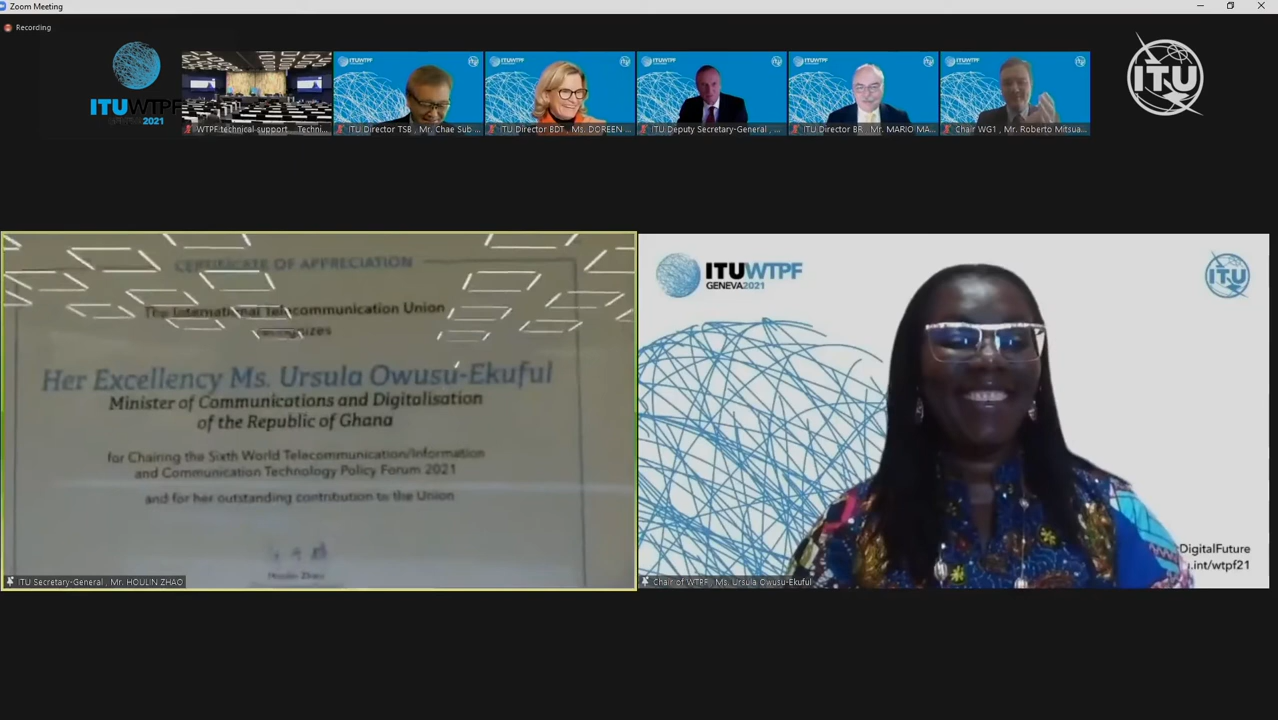 Zoom Meeting
Recording
ITUWTPF
GENEVA2021
ITU
WTPF technical support
ITU Director TSB , Mr. Chae Sub ...
ITU Director BDT , Ms. DOREEN ...
ITU Deputy Secretary-General , ...
ITU Director BR , Mr. MARIO MA...
Chair WG1 , Mr. Roberto Mitsua...
CERTIFICATE OF APPRECIATION
The International Telecommunication Union
Her Excellency Ms. Ursula Owusu-Ekuful
Minister of Communications and Digitalisation
of the Republic of Ghana
for Chairing the Sixth World Telecommunication/Information
and Communication Technology Policy Forum 2021
and for her outstanding contribution to the Union
Houlin Zhao
ITU Secretary-General , Mr. HOULIN ZHAO
ITUWTPF
GENEVA2021
ITU
DigitalFuture
.int/wtpf21
Chair of WTPF , Ms. Ursula Owusu-Ekuful